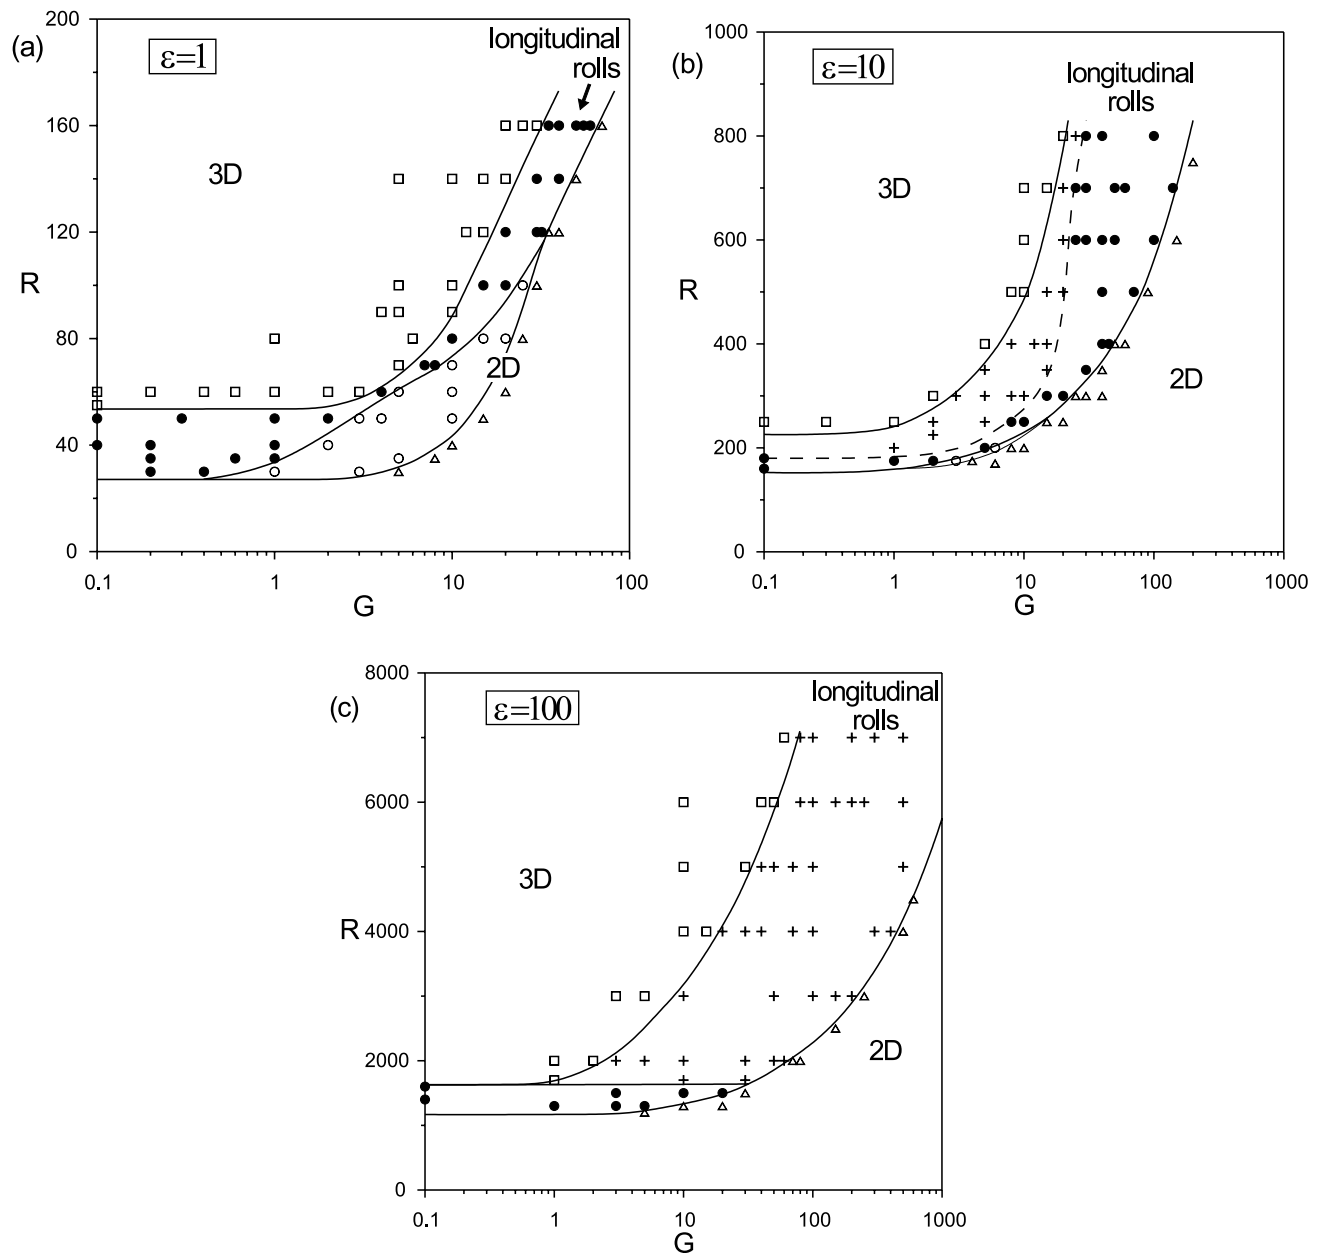 (a)
ε=1
longitudinal
rolls
200
160
120
80
40
0
R
3D
2D
0.1
1
10
100
G
(b)
ε=10
longitudinal
rolls
1000
800
600
400
200
0
R
3D
2D
0.1
1
10
100
1000
G
(c)
ε=100
longitudinal
rolls
8000
6000
4000
2000
0
R
3D
2D
0.1
1
10
100
1000
G